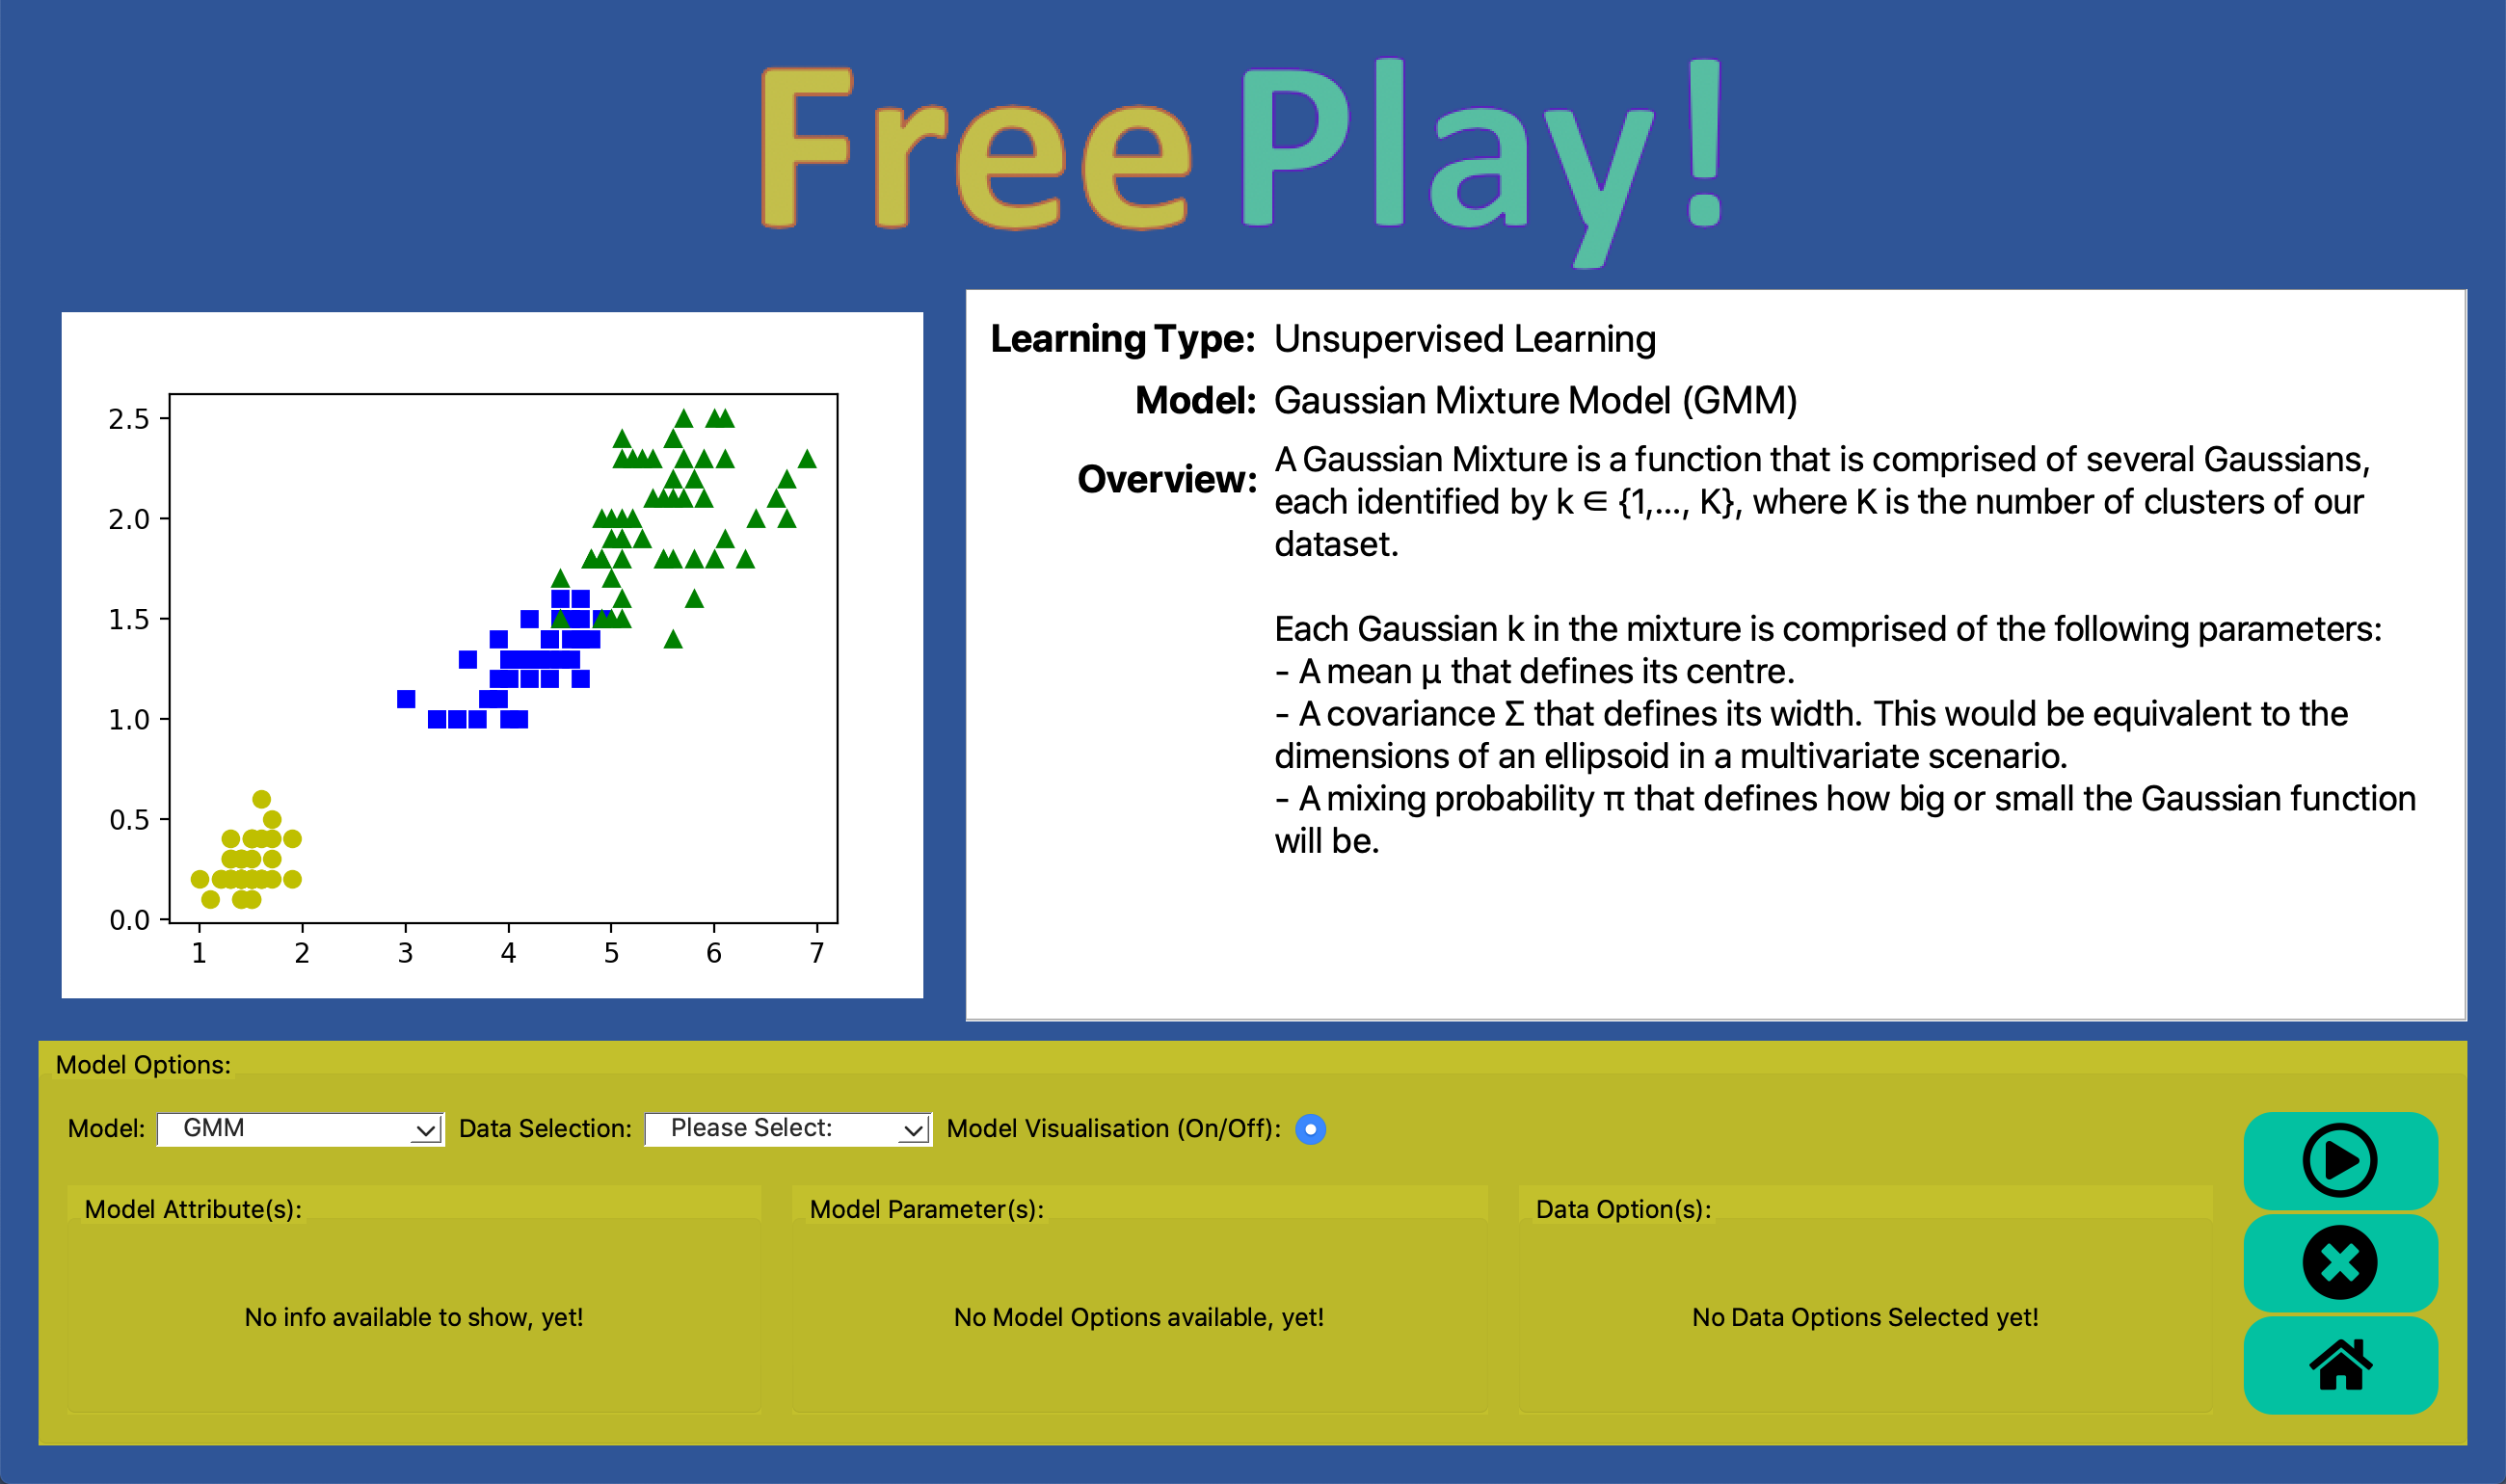 Free Play!
2.5
2.0
1.5
1.0
0.5
0.0
1 2 3 4 5 6 7
Learning Type: Unsupervised Learning
Model: Gaussian Mixture Model (GMM)
Overview: A Gaussian Mixture is a function that is comprised of several Gaussians,
each identified by k ∈ {1,..., K}, where K is the number of clusters of our
dataset.
Each Gaussian k in the mixture is comprised of the following parameters:
- A mean μ that defines its centre.
- A covariance Σ that defines its width. This would be equivalent to the
dimensions of an ellipsoid in a multivariate scenario.
- A mixing probability π that defines how big or small the Gaussian function
will be.
Model Options:
Model: GMM Data Selection: Please Select: Model Visualisation (On/Off):
Model Attribute(s): Model Parameter(s): Data Option(s):
No info available to show, yet! No Model Options available, yet! No Data Options Selected yet!